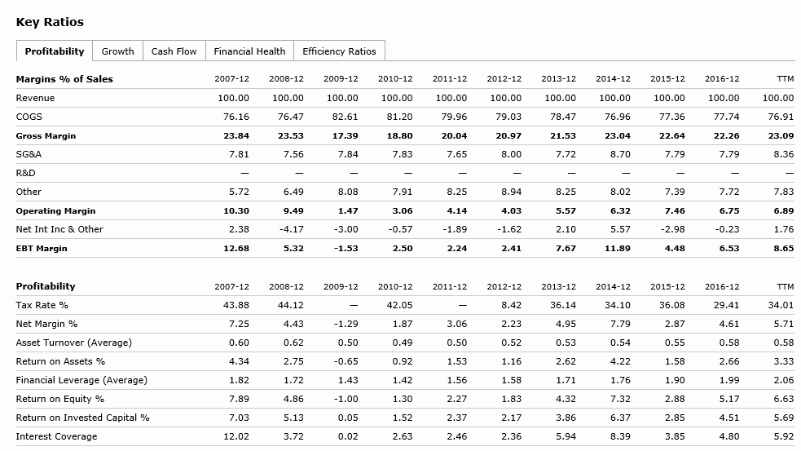 Key Ratios
Profitability Growth Cash Flow Financial Health Efficiency Ratios
Margins % of Sales 2007-12 2008-12 2009-12 2010-12 2011-12 2012-12 2013-12 2014-12 2015-12 2016-12 TTM
Revenue 100.00 100.00 100.00 100.00 100.00 100.00 100.00 100.00 100.00 100.00 100.00
COGS 76.16 76.47 82.61 81.20 79.96 79.03 78.47 76.96 77.36 77.74 76.91
Gross Margin 23.84 23.53 17.39 18.80 20.04 20.97 21.53 23.04 22.64 22.26 23.09
SG&A 7.81 7.56 7.84 7.83 7.65 8.00 7.72 8.70 7.79 7.79 8.36
R&D — — — — — — — — — — —
Other 5.72 6.49 8.08 7.91 8.25 8.94 8.25 8.02 7.39 7.72 7.83
Operating Margin 10.30 9.49 1.47 3.06 4.14 4.03 5.57 6.32 7.46 6.75 6.89
Net Int Inc & Other 2.38 -4.17 -3.00 -0.57 -1.89 -1.62 2.10 5.57 -2.98 -0.23 1.76
EBT Margin 12.68 5.32 -1.53 2.50 2.24 2.41 7.67 11.89 4.48 6.53 8.65
Profitability 2007-12 2008-12 2009-12 2010-12 2011-12 2012-12 2013-12 2014-12 2015-12 2016-12 TTM
Tax Rate % 43.88 44.12 — 42.05 — 8.42 36.14 34.10 36.08 29.41 34.01
Net Margin % 7.25 4.43 -1.29 1.87 3.06 2.23 4.95 7.79 2.87 4.61 5.71
Asset Turnover (Average) 0.60 0.62 0.50 0.49 0.50 0.52 0.53 0.54 0.55 0.58 0.58
Return on Assets % 4.34 2.75 -0.65 0.92 1.53 1.16 2.62 4.22 1.58 2.66 3.33
Financial Leverage (Average) 1.82 1.72 1.43 1.42 1.56 1.58 1.71 1.76 1.90 1.99 2.06
Return on Equity % 7.89 4.86 -1.00 1.30 2.27 1.83 4.32 7.32 2.88 5.17 6.63
Return on Invested Capital % 7.03 5.13 0.05 1.52 2.37 2.17 3.86 6.37 2.85 4.51 5.69
Interest Coverage 12.02 3.72 0.02 2.63 2.46 2.36 5.94 8.39 3.85 4.80 5.92